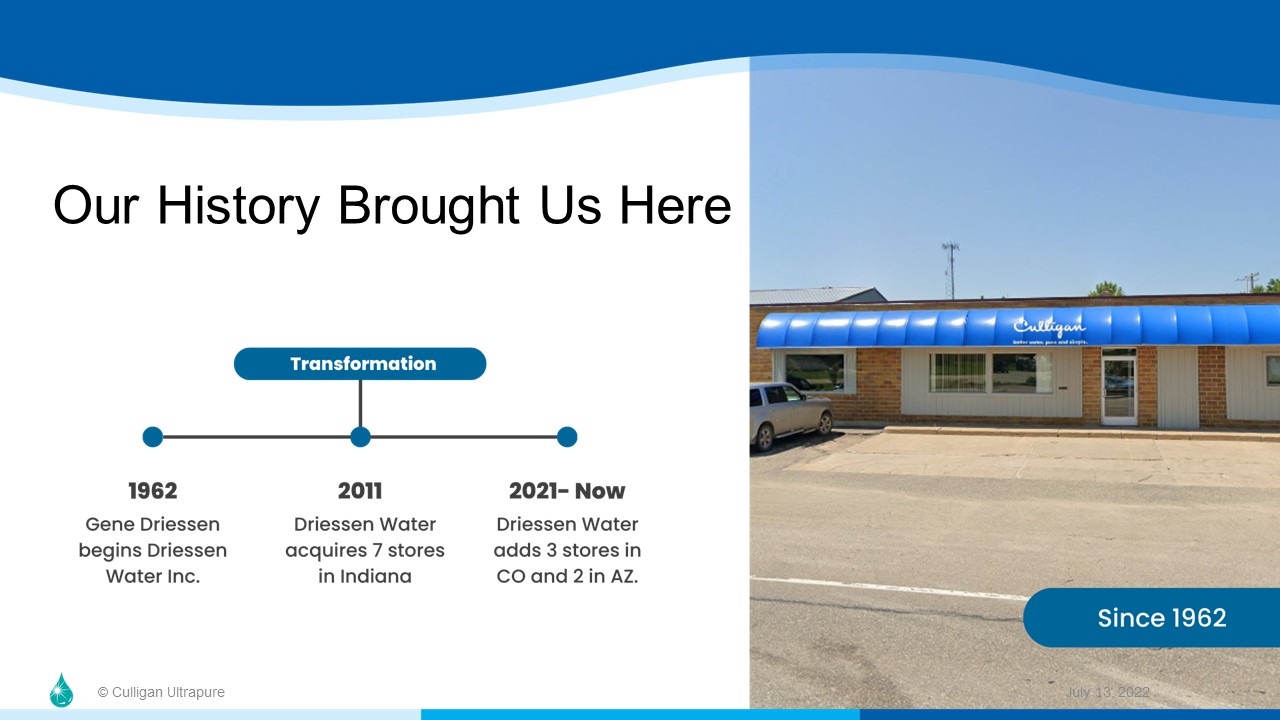 Our History Brought Us Here
Transformation
1962
Gene Driessen
begins Driessen
Water Inc.
2011
Driessen Water
acquires 7 stores
in Indiana
2021- Now
Driessen Water
adds 3 stores in
CO and 2 in AZ.
Culligan
better water. pure and simple.
Since 1962
© Culligan Ultrapure
July 13, 2022